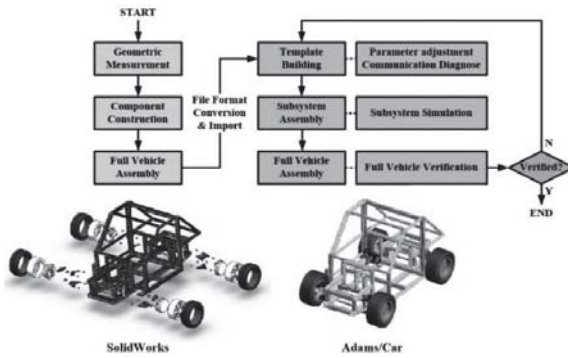 START
Geometric
Measurement
Component
Construction
Full Vehicle
Assembly
File Format
Conversion
& Import
Template
Building
Parameter adjustment
Communication Diagnose
Subsystem
Assembly
Subsystem Simulation
Full Vehicle
Assembly
Full Vehicle Verification
Verified?
N
Y
END
SolidWorks
Adams/Car